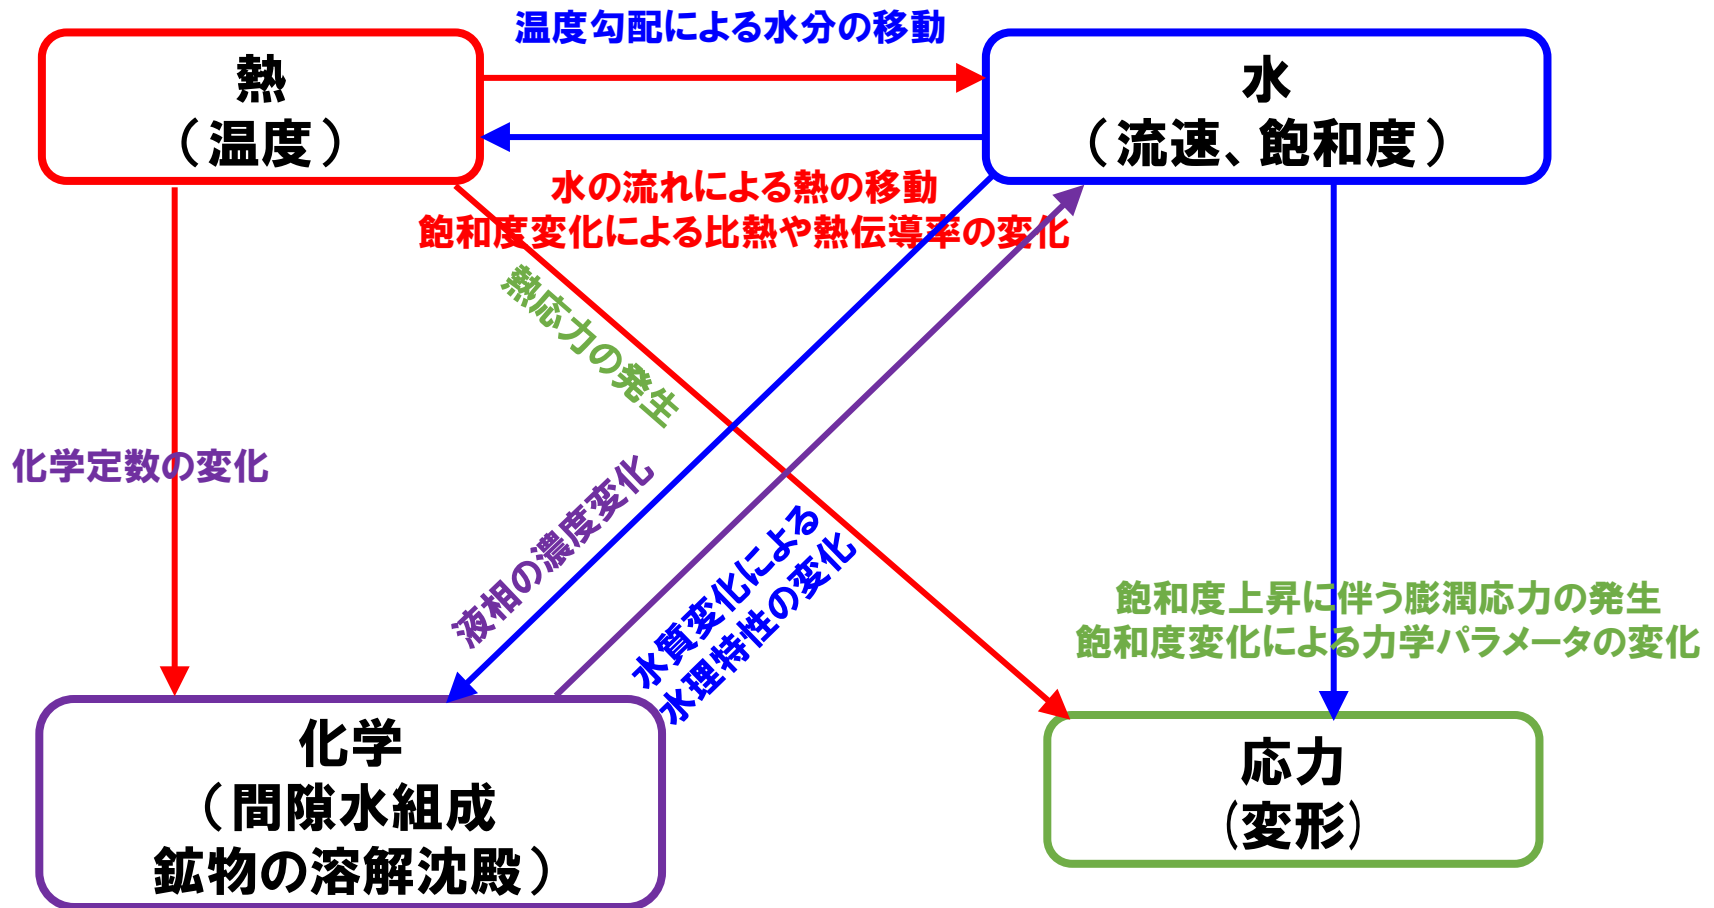 温度勾配による水分の移動
熱
（温度）
水
（流速、飽和度）
水の流れによる熱の移動
飽和度変化による比熱や熱伝導率の変化
熱応力の発生
化学定数の変化
液相の濃度変化
水質変化による
水理特性の変化
飽和度上昇に伴う膨潤応力の発生
飽和度変化による力学パラメータの変化
化学
（間隙水組成
鉱物の溶解沈殿）
応力
(変形)